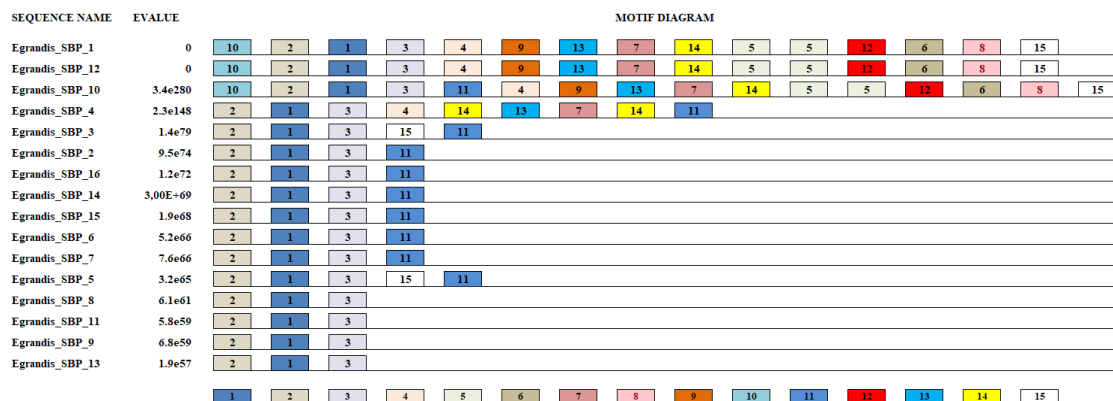 SEQUENCE NAME EVALUE MOTIF DIAGRAM
Egrandis_SBP_1 0 10 2 1 3 4 9 13 7 14 5 5 12 6 8 15
Egrandis_SBP_12 0 10 2 1 3 4 9 13 7 14 5 5 12 6 8 15
Egrandis_SBP_10 3.4e280 10 2 1 3 11 4 9 13 7 14 5 5 12 6 8 15
Egrandis_SBP_4 2.3e148 2 1 3 4 14 13 7 14 11
Egrandis_SBP_3 1.4e79 2 1 3 15 11
Egrandis_SBP_2 9.5e74 2 1 3 11
Egrandis_SBP_16 1.2e72 2 1 3 11
Egrandis_SBP_14 3,00E+69 2 1 3 11
Egrandis_SBP_15 1.9e68 2 1 3 11
Egrandis_SBP_6 5.2e66 2 1 3 11
Egrandis_SBP_7 7.6e66 2 1 3 11
Egrandis_SBP_5 3.2e65 2 1 3 15 11
Egrandis_SBP_8 6.1e61 2 1 3
Egrandis_SBP_11 5.8e59 2 1 3
Egrandis_SBP_9 6.8e59 2 1 3
Egrandis_SBP_13 1.9e57 2 1 3
1 2 3 4 5 6 7 8 9 10 11 12 13 14 15